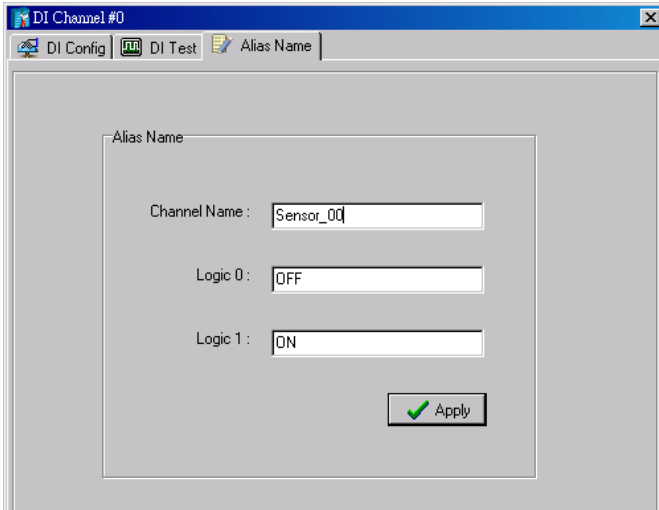 DI Channel #0
DI Config DI Test Alias Name
Alias Name
Channel Name : Sensor_00
Logic 0 : OFF
Logic 1 : ON
Apply